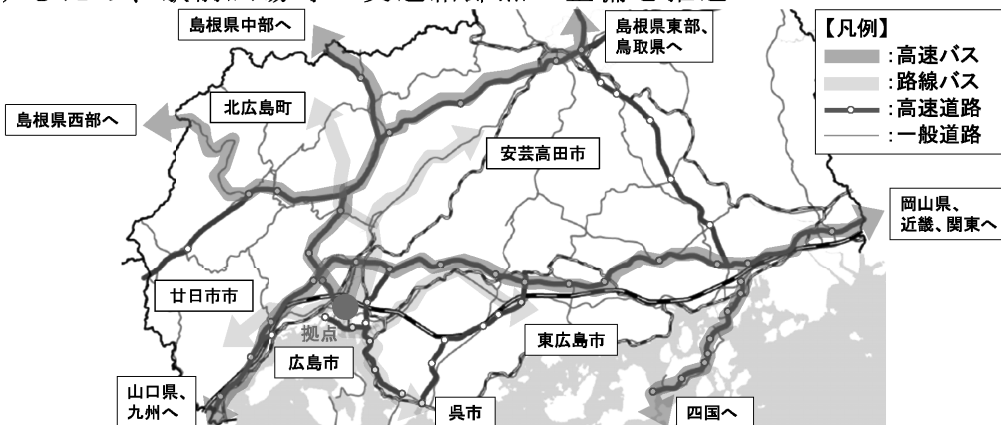 島根県中部へ
島根県東部、
鳥取県へ
【凡例】
：高速バス
：路線バス
：高速道路
：一般道路
北広島町
島根県西部へ
安芸高田市
岡山県、
近畿、関東へ
廿日市市
拠点
広島市
東広島市
山口県、
九州へ
呉市
四国へ